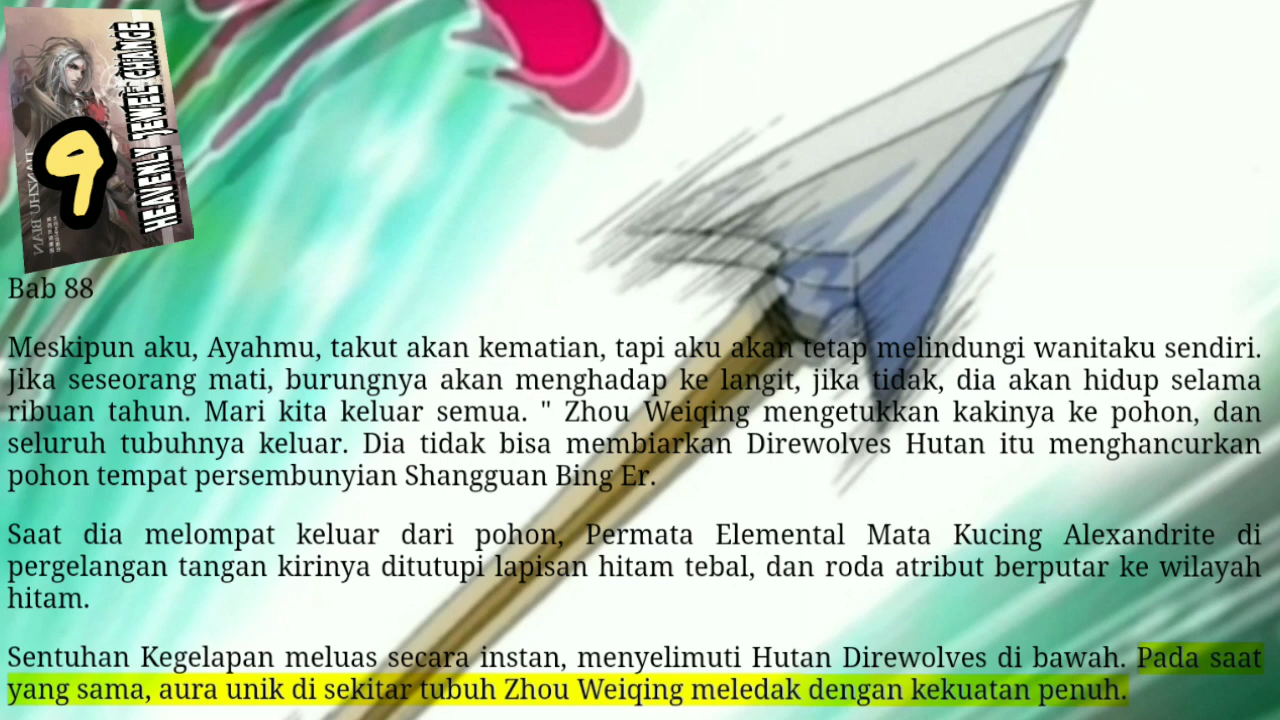 HEAVENLY JEWEL CHANGE
9
Bab 88
Meskipun aku, Ayahmu, takut akan kematian, tapi aku akan tetap melindungi wanitaku sendiri.
Jika seseorang mati, burungnya akan menghadap ke langit, jika tidak, dia akan hidup selama
ribuan tahun. Mari kita keluar semua. " Zhou Weiqing mengetukkan kakinya ke pohon, dan
seluruh tubuhnya keluar. Dia tidak bisa membiarkan Direwolves Hutan itu menghancurkan
pohon tempat persembunyian Shangguan Bing Er.
Saat dia melompat keluar dari pohon, Permata Elemental Mata Kucing Alexandrite di
pergelangan tangan kirinya ditutupi lapisan hitam tebal, dan roda atribut berputar ke wilayah
hitam.
Sentuhan Kegelapan meluas secara instan, menyelimuti Hutan Direwolves di bawah. Pada saat
yang sama, aura unik di sekitar tubuh Zhou Weiqing meledak dengan kekuatan penuh.